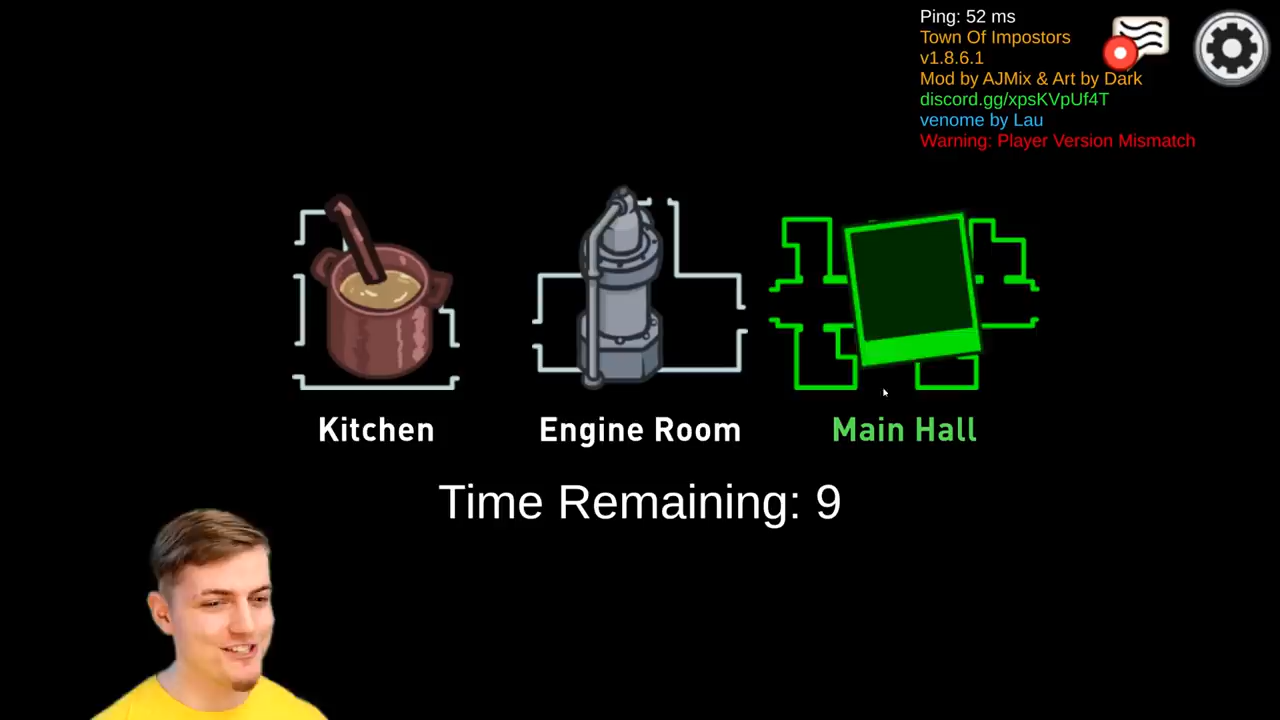 Ping: 52 ms
Town Of Impostors
v1.8.6.1
Mod by AJMix & Art by Dark
discord.gg/xpsKVpUf4T
venome by Lau
Warning: Player Version Mismatch
Kitchen
Engine Room
Main Hall
Time Remaining: 9